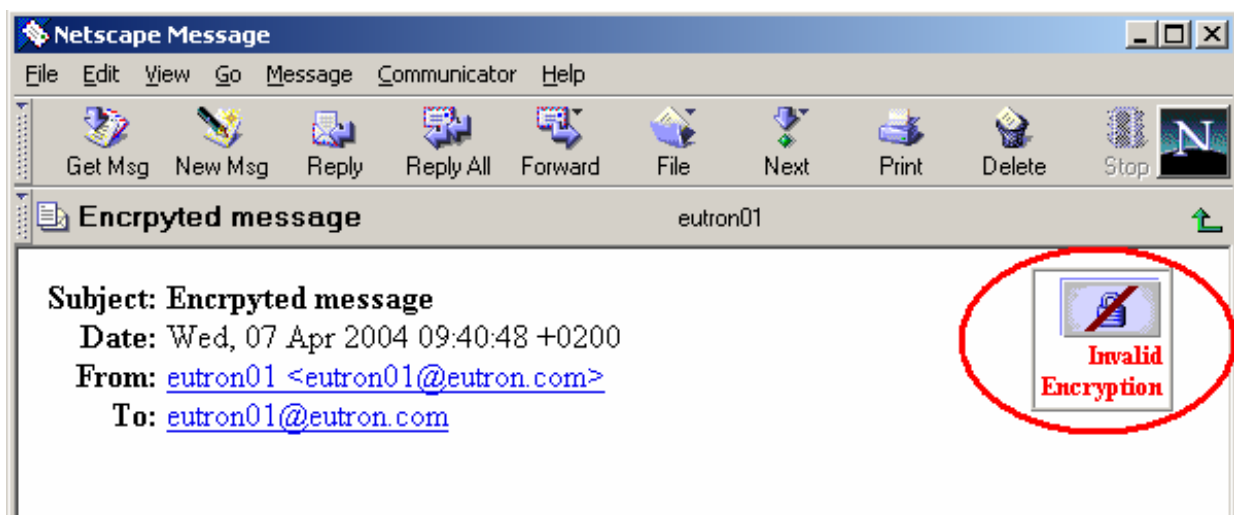 Netscape Message
File Edit View Go Message Communicator Help
Get Msg New Msg Reply Reply All Forward File Next Print Delete Stop N
Encrpyted message eutron01
Subject: Encrpyted message
Date: Wed, 07 Apr 2004 09:40:48 +0200
From: eutron01 <eutron01@eutron.com>
To: eutron01@eutron.com
Invalid
Encryption